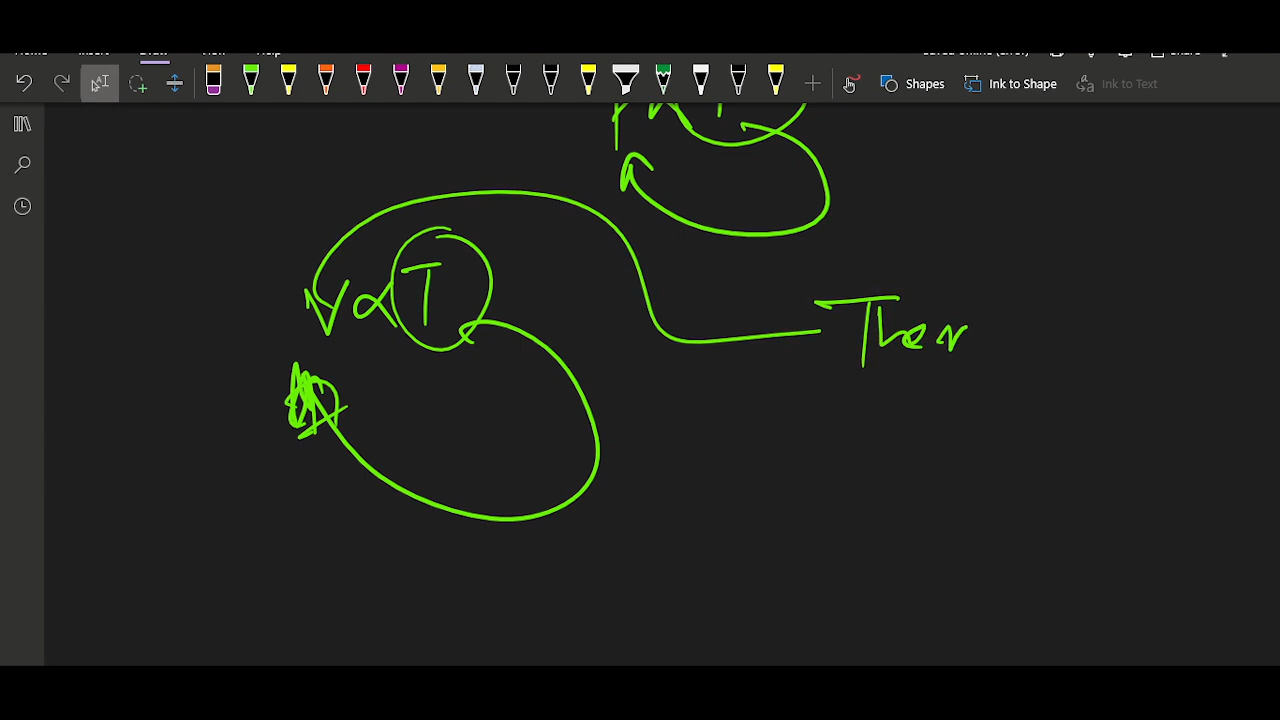 Shapes
Ink to Shape
Ink to Text
P ∝ T
V ∝ T
Ther